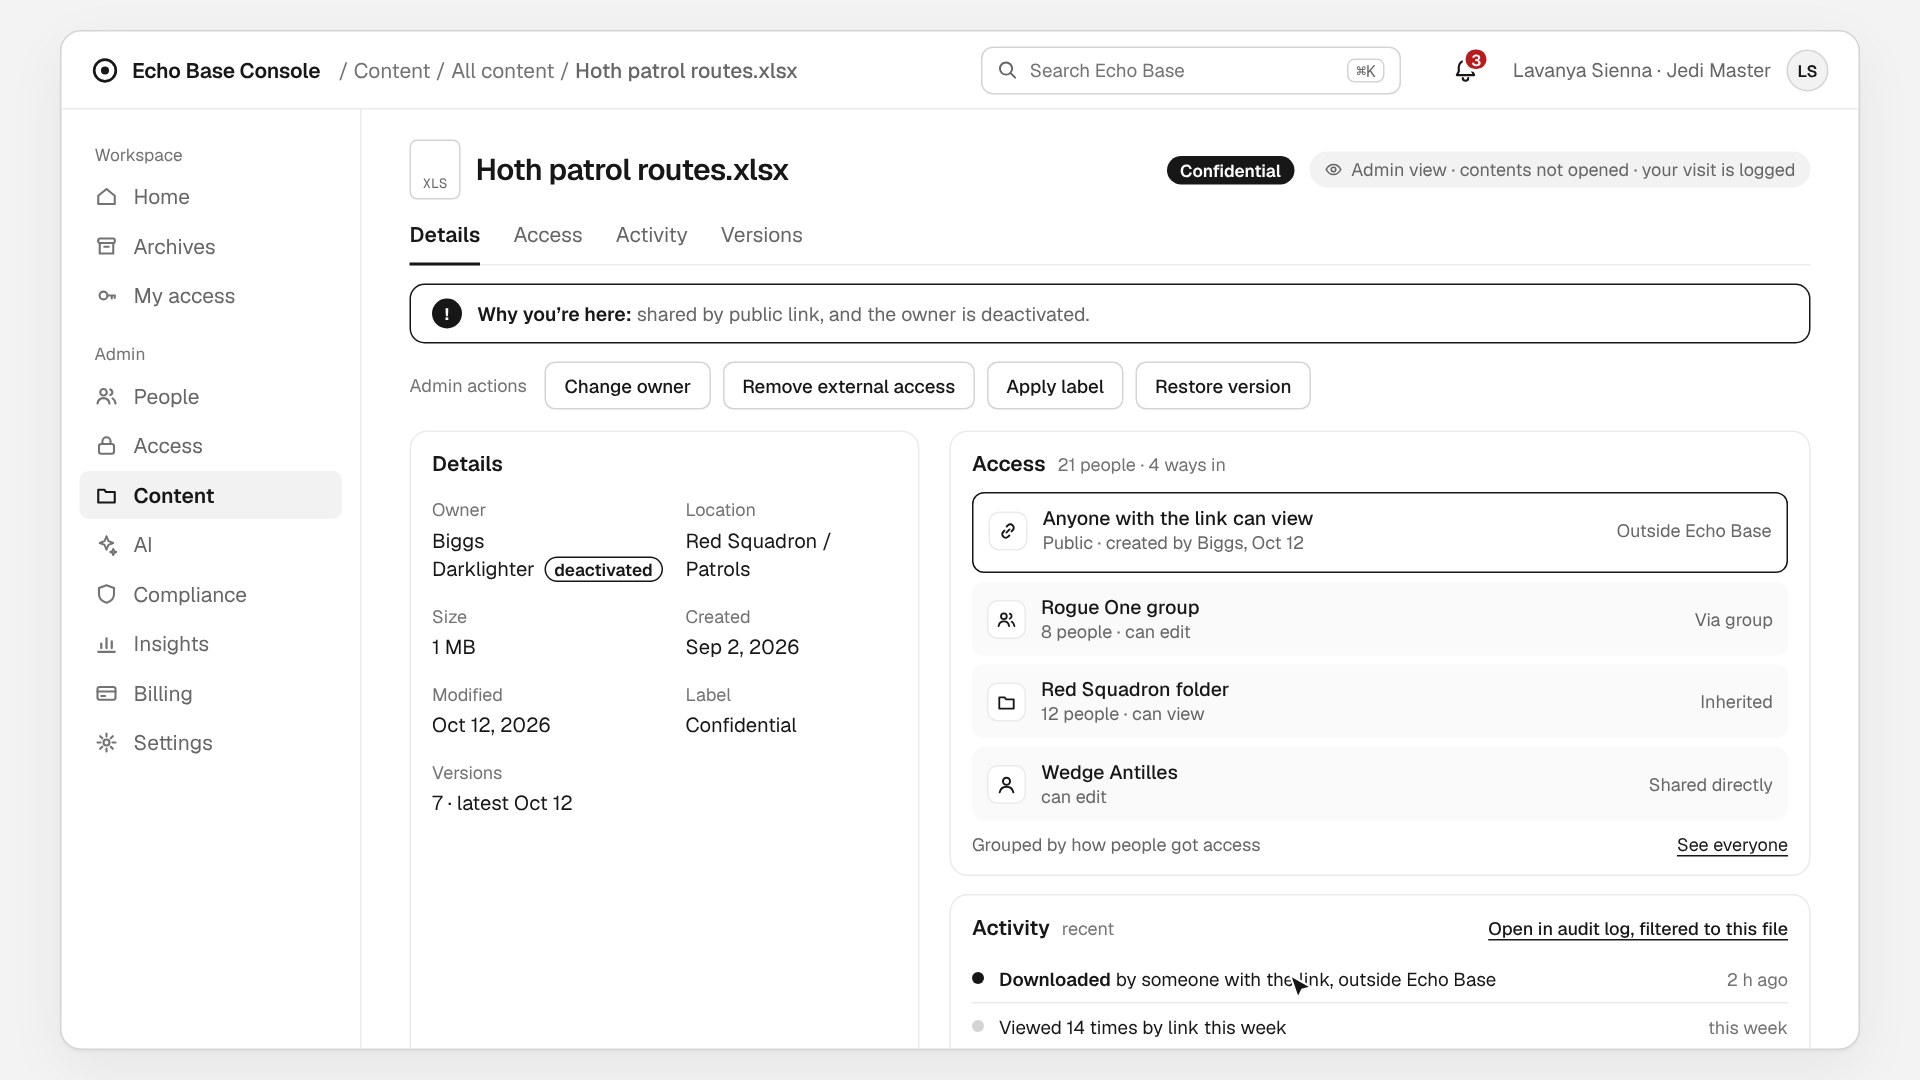 Echo Base Console / Content / All content / Hoth patrol routes.xlsx
Search Echo Base ⌘K
3
Lavanya Sienna · Jedi Master LS
Workspace
Home
Archives
My access
Admin
People
Access
Content
AI
Compliance
Insights
Billing
Settings
XLS
Hoth patrol routes.xlsx
Confidential
Admin view · contents not opened · your visit is logged
Details Access Activity Versions
! Why you’re here: shared by public link, and the owner is deactivated.
Admin actions Change owner Remove external access Apply label Restore version
Details
Owner
Biggs
Darklighter deactivated
Location
Red Squadron /
Patrols
Size
1 MB
Created
Sep 2, 2026
Modified
Oct 12, 2026
Label
Confidential
Versions
7 · latest Oct 12
Access 21 people · 4 ways in
Anyone with the link can view
Public · created by Biggs, Oct 12
Outside Echo Base
Rogue One group
8 people · can edit
Via group
Red Squadron folder
12 people · can view
Inherited
Wedge Antilles
can edit
Shared directly
Grouped by how people got access
See everyone
Activity recent
Open in audit log, filtered to this file
Downloaded by someone with the link, outside Echo Base
2 h ago
Viewed 14 times by link this week
this week